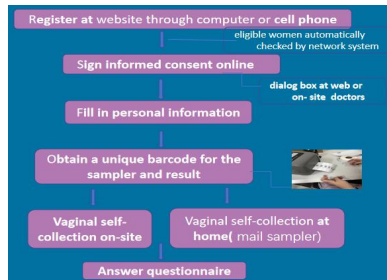 Register at website through computer or cell phone
eligible women automatically
checked by network system
Sign informed consent online
dialog box at web or
on- site doctors
Fill in personal information
Obtain a unique barcode for the
sampler and result
Vaginal self-
collection on-site
Vaginal self-collection at
home( mail sampler)
Answer questionnaire